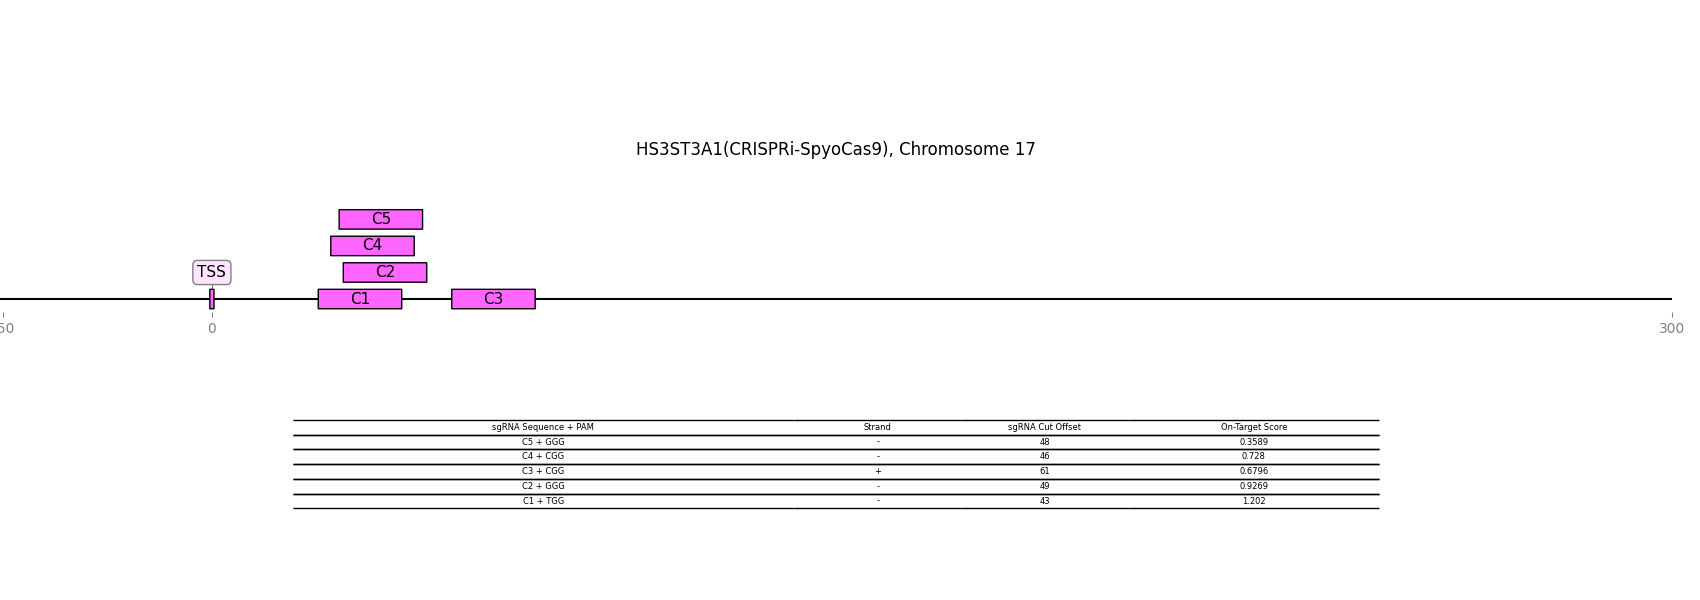 HS3ST3A1(CRISPRi-SpyoCas9), Chromosome 17
C5
C4
TSS C2
C1 C3
50 0 300
sgRNA Sequence + PAM Strand sgRNA Cut Offset On-Target Score
C5 + GGG - 48 0.3589
C4 + CGG - 46 0.728
C3 + CGG + 61 0.6796
C2 + GGG - 49 0.9269
C1 + TGG - 43 1.202